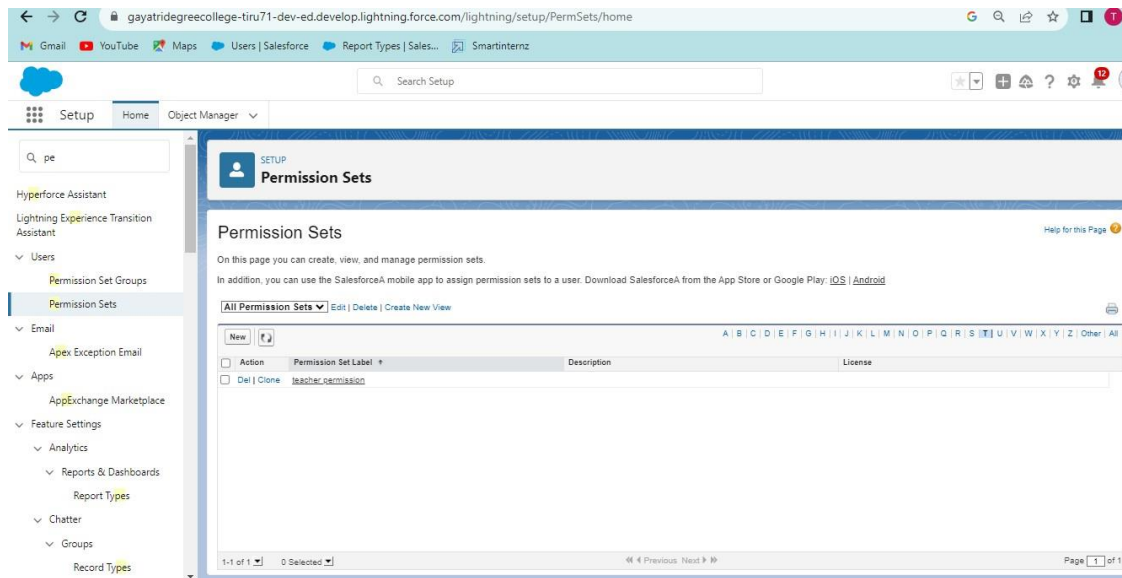 gayatridegreecollege-tiru71-dev-ed.develop.lightning.force.com/lightning/setup/PermSets/home
T
Gmail YouTube Maps Users | Salesforce Report Types | Sales... Smartinternz
Search Setup
12
Setup Home Object Manager
pe
Hyperforce Assistant
Lightning Experience Transition
Assistant
Users
Permission Set Groups
Permission Sets
Email
Apex Exception Email
Apps
AppExchange Marketplace
Feature Settings
Analytics
Reports & Dashboards
Report Types
Chatter
Groups
Record Types
SETUP
Permission Sets
Permission Sets
Help for this Page
On this page you can create, view, and manage permission sets.
In addition, you can use the SalesforceA mobile app to assign permission sets to a user. Download SalesforceA from the App Store or Google Play: iOS | Android
All Permission Sets Edit | Delete | Create New View
New A | B | C | D | E | F | G | H | I | J | K | L | M | N | O | P | Q | R | S | T | U | V | W | X | Y | Z | Other | All
Action Permission Set Label Description License
Del | Clone teacher permission
1-1 of 1 0 Selected Previous Next Page 1 of 1